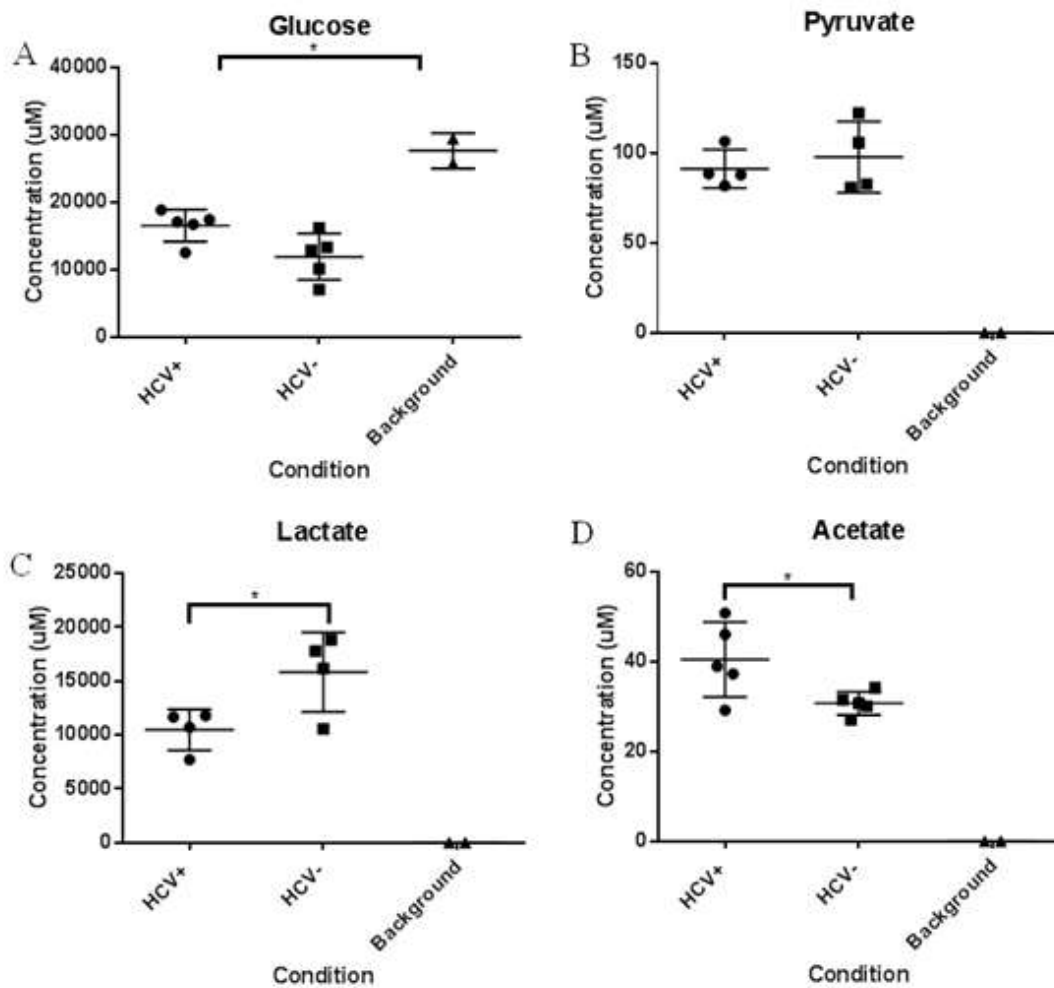 A
Glucose
*
Concentration (uM)
40000
30000
20000
10000
0
HCV+
HCV-
Background
Condition
B
Pyruvate
Concentration (uM)
150
100
50
0
HCV+
HCV-
Background
Condition
C
Lactate
*
Concentration (uM)
25000
20000
15000
10000
5000
0
HCV+
HCV-
Background
Condition
D
Acetate
*
Concentration (uM)
60
40
20
0
HCV+
HCV-
Background
Condition